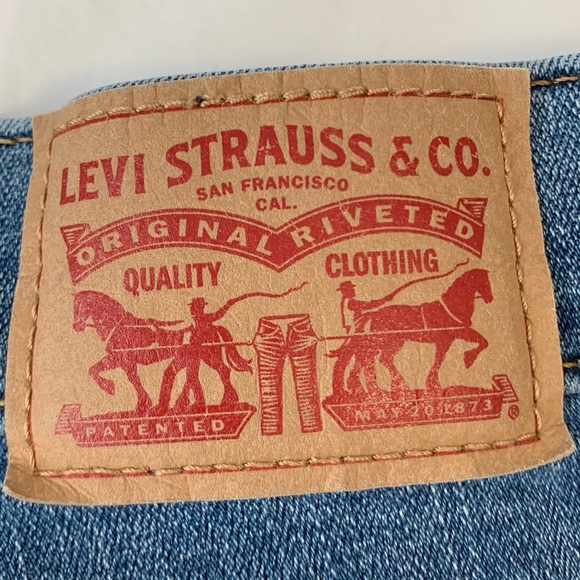 LEVI STRAUSS & CO.
SAN FRANCISCO
CAL.
ORIGINAL RIVETED
QUALITY CLOTHING
PATENTED MAY 20 1873 ®